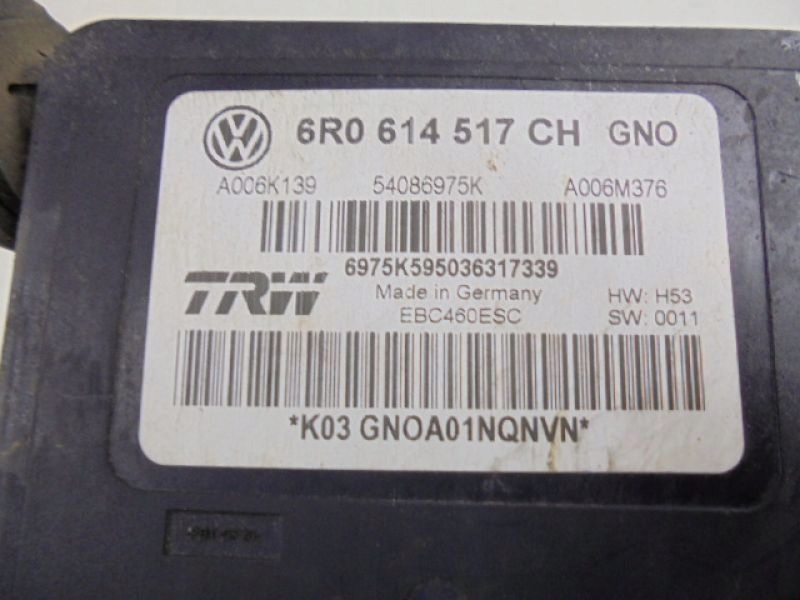 6R0 614 517 CH GNO
A006K139 54086975K A006M376
6975K595036317339
TRW Made in Germany HW: H53
EBC460ESC SW: 0011
*K03 GNOA01NQNVN*